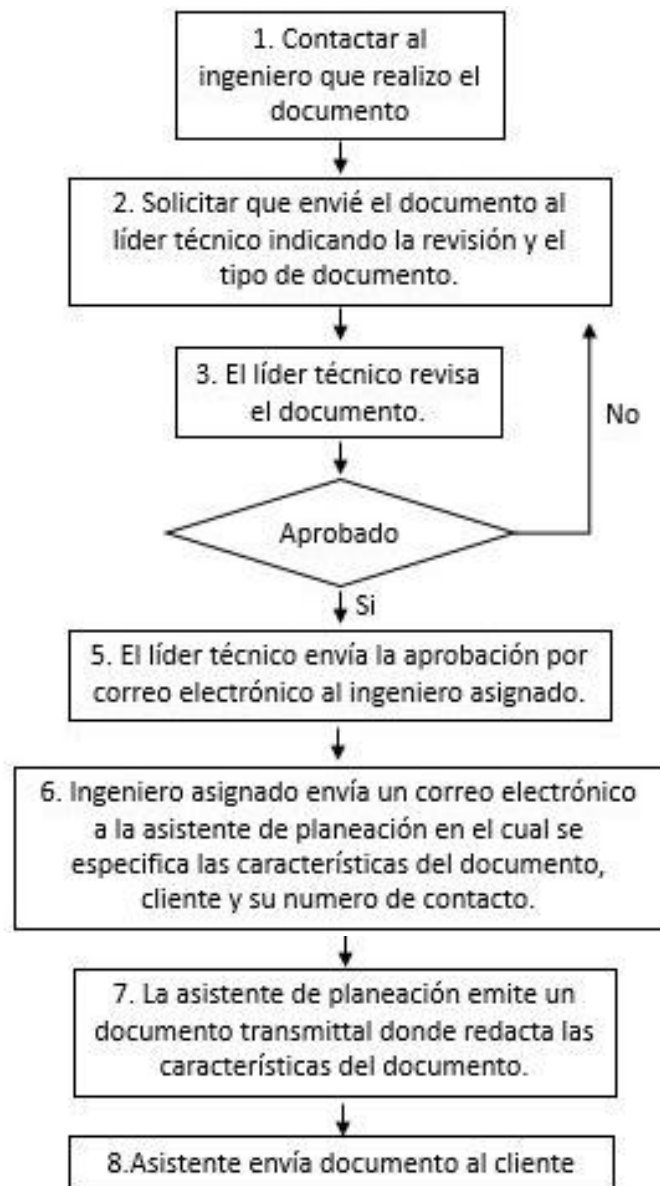 1. Contactar al
ingeniero que realizo el
documento
2. Solicitar que envié el documento al
líder técnico indicando la revisión y el
tipo de documento.
3. El líder técnico revisa
el documento.
No
Aprobado
Si
5. El líder técnico envía la aprobación por
correo electrónico al ingeniero asignado.
6. Ingeniero asignado envía un correo electrónico
a la asistente de planeación en el cual se
especifica las características del documento,
cliente y su numero de contacto.
7. La asistente de planeación emite un
documento transmittal donde redacta las
características del documento.
8.Asistente envía documento al cliente